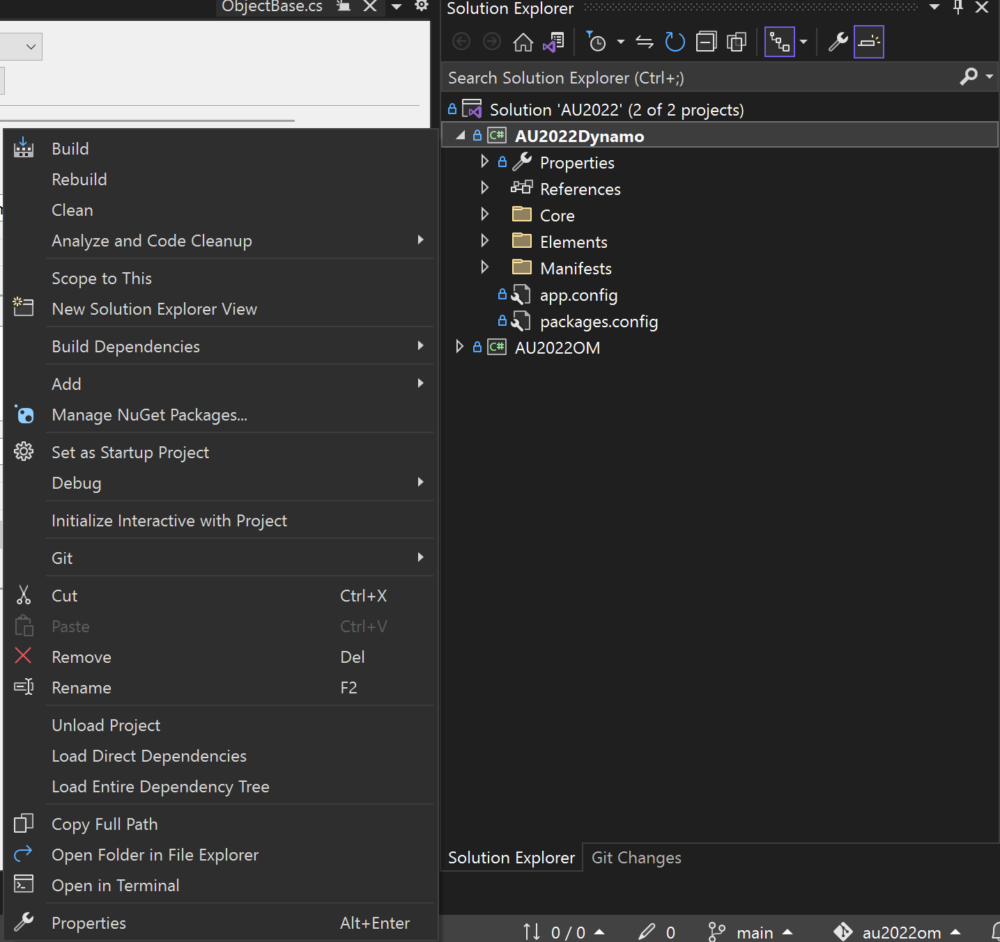 ObjectBase.cs
Build
Rebuild
Clean
Analyze and Code Cleanup
Scope to This
New Solution Explorer View
Build Dependencies
Add
Manage NuGet Packages...
Set as Startup Project
Debug
Initialize Interactive with Project
Git
Cut Ctrl+X
Paste Ctrl+V
Remove Del
Rename F2
Unload Project
Load Direct Dependencies
Load Entire Dependency Tree
Copy Full Path
Open Folder in File Explorer
Open in Terminal
Properties Alt+Enter
Solution Explorer
Search Solution Explorer (Ctrl+;)
Solution 'AU2022' (2 of 2 projects)
C# AU2022Dynamo
Properties
References
Core
Elements
Manifests
app.config
packages.config
C# AU2022OM
Solution Explorer Git Changes
0 / 0 0 main au2022om